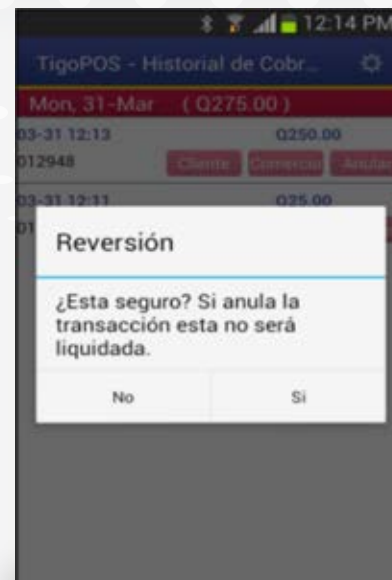 12:14 PM
TigoPOS - Historial de Cobr...
Mon, 31-Mar ( Q275.00 )
03-31 12:13 Q250.00
012948 Cliente Comercio Anular
03-31 12:11 Q25.00
01
Reversión
¿Esta seguro? Si anula la
transacción esta no será
liquidada.
No Si